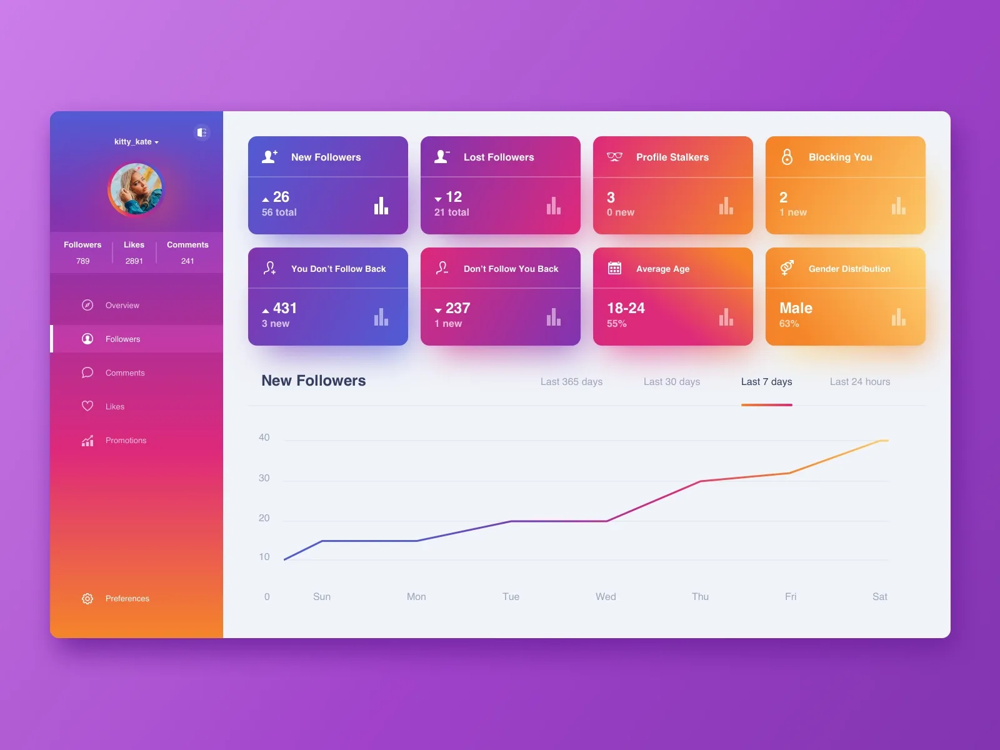 kitty_kate
Followers Likes Comments
789 2891 241
Overview
Followers
Comments
Likes
Promotions
Preferences
New Followers
26
56 total
Lost Followers
12
21 total
Profile Stalkers
3
0 new
Blocking You
2
1 new
You Don’t Follow Back
431
3 new
Don’t Follow You Back
237
1 new
Average Age
18-24
55%
Gender Distribution
Male
63%
New Followers
Last 365 days Last 30 days Last 7 days Last 24 hours
40
30
20
10
0 Sun Mon Tue Wed Thu Fri Sat